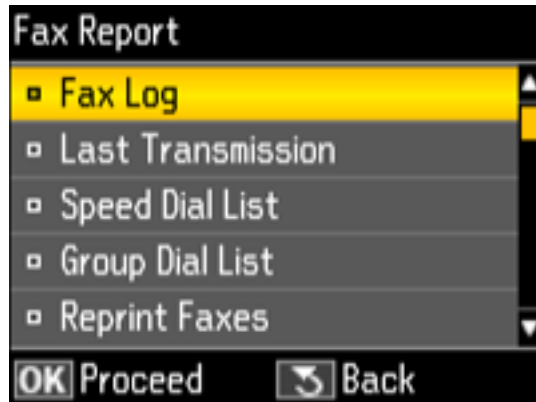 Fax Report
Fax Log
Last Transmission
Speed Dial List
Group Dial List
Reprint Faxes
OK Proceed Back